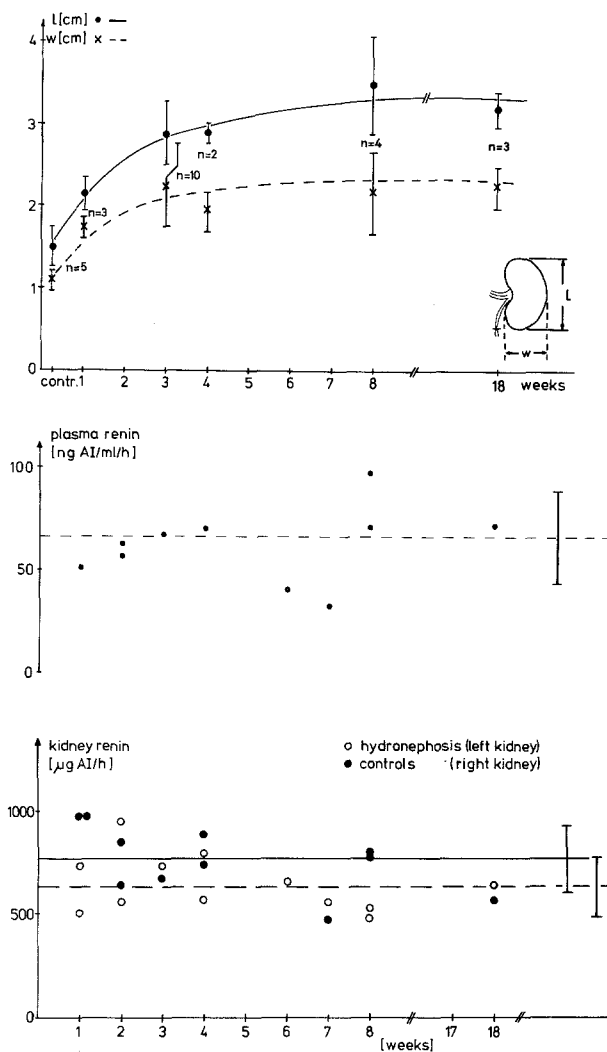 L[cm] ● —
w[cm] x - - -
4
3
2
1
0
n=5
n=3
n=10
n=2
n=4
n=3
L
w
contr.1 2 3 4 5 6 7 8 18 weeks
plasma renin
[ng AI/ml/h]
100
50
0
kidney renin
[µg AI/h]
○ hydronephosis (left kidney)
● controls (right kidney)
1000
500
0
1 2 3 4 5 6 7 8 17 18
[weeks]